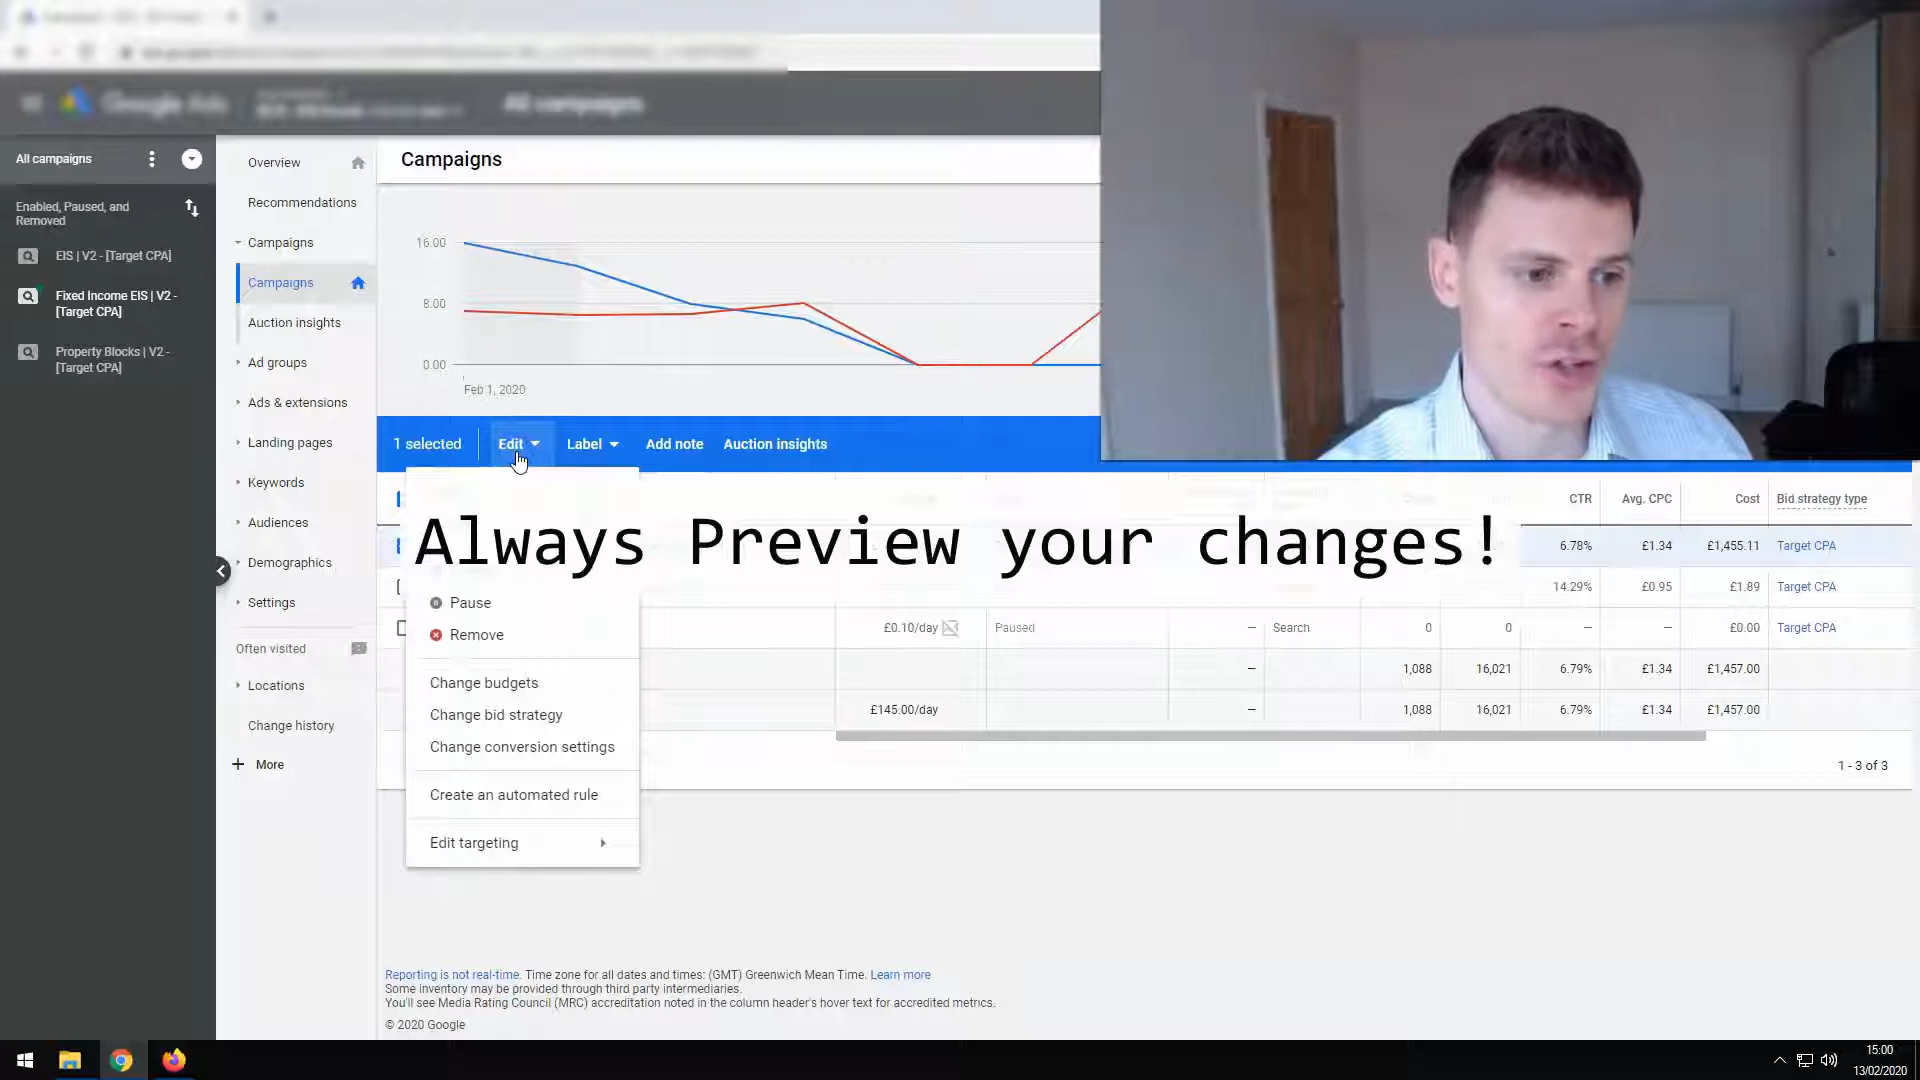 Google Ads
All campaigns
All campaigns
Enabled, Paused, and
Removed
EIS | V2 - [Target CPA]
Fixed Income EIS | V2 -
[Target CPA]
Property Blocks | V2 -
[Target CPA]
Overview
Recommendations
Campaigns
Campaigns
Auction insights
Ad groups
Ads & extensions
Landing pages
Keywords
Audiences
Demographics
Settings
Often visited
Locations
Change history
More
Campaigns
16.00
8.00
0.00
Feb 1, 2020
1 selected
Edit
Label
Add note
Auction insights
Always Preview your changes!
Pause
Remove
Change budgets
Change bid strategy
Change conversion settings
Create an automated rule
Edit targeting
CTR Avg. CPC Cost Bid strategy type
6.78% £1.34 £1,455.11 Target CPA
14.29% £0.95 £1.89 Target CPA
£0.10/day Paused — Search 0 0 — — £0.00 Target CPA
— 1,088 16,021 6.79% £1.34 £1,457.00
£145.00/day — 1,088 16,021 6.79% £1.34 £1,457.00
1 - 3 of 3
Reporting is not real-time. Time zone for all dates and times: (GMT) Greenwich Mean Time. Learn more
Some inventory may be provided through third party intermediaries.
You'll see Media Rating Council (MRC) accreditation noted in the column header's hover text for accredited metrics.
© 2020 Google
15:00
13/02/2020